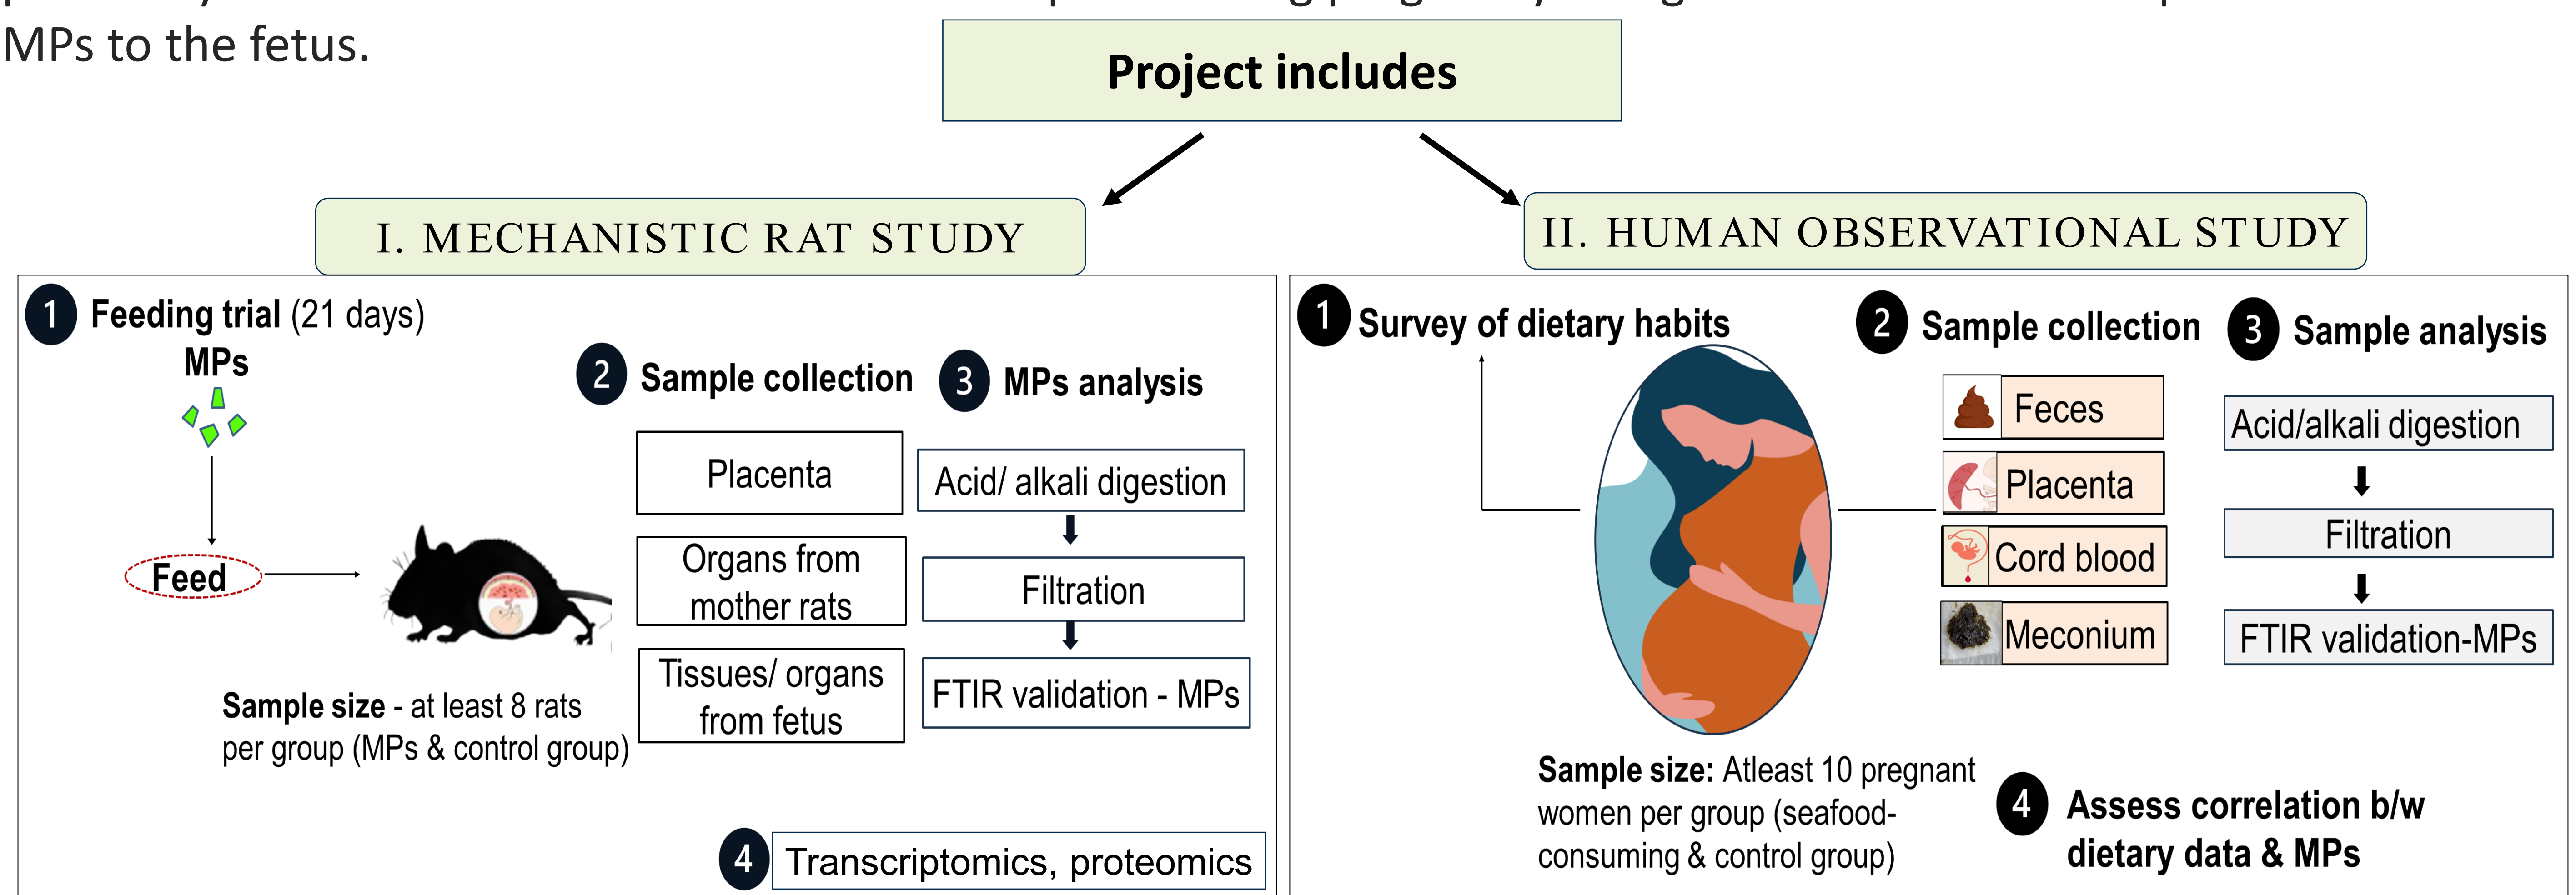 MPs to the fetus.
Project includes
I. MECHANISTIC RAT STUDY
1 Feeding trial (21 days)
MPs
Feed
Sample size - at least 8 rats
per group (MPs & control group)
2 Sample collection
Placenta
Organs from
mother rats
Tissues/ organs
from fetus
3 MPs analysis
Acid/ alkali digestion
Filtration
FTIR validation - MPs
4 Transcriptomics, proteomics
II. HUMAN OBSERVATIONAL STUDY
1 Survey of dietary habits
Sample size: Atleast 10 pregnant
women per group (seafood-
consuming & control group)
2 Sample collection
Feces
Placenta
Cord blood
Meconium
3 Sample analysis
Acid/alkali digestion
Filtration
FTIR validation-MPs
4 Assess correlation b/w
dietary data & MPs